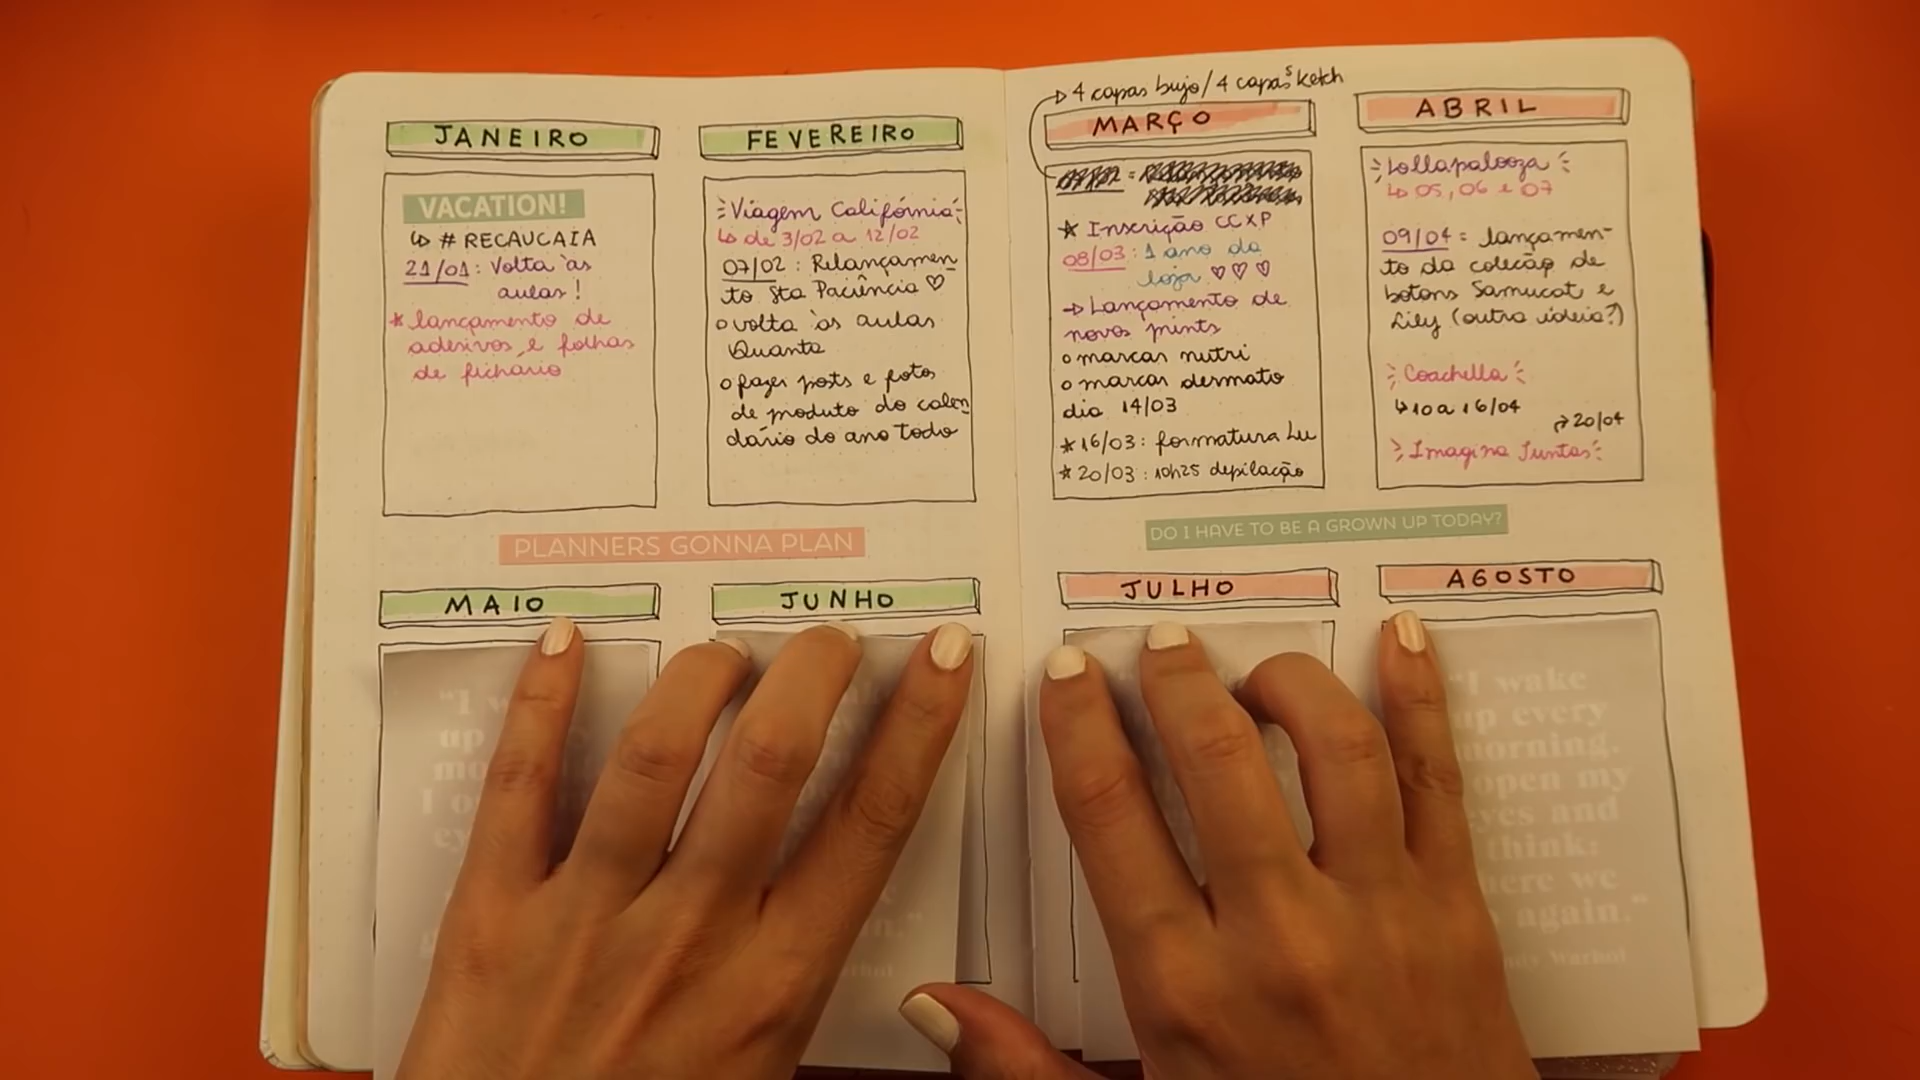 JANEIRO
VACATION!
↳ # RECAUCAIA
21/01: Volta às
aulas!
* lançamento de
adesivos e folhas
de fichário
FEVEREIRO
Viagem Califórnia
↳ de 3/02 a 12/02
07/02: Relançamen
to Sta Paciência ♡
o volta às aulas
Quanta
o fazer posts e fotos
de produto do calen
dário do ano todo
→ 4 capas bujo / 4 capas sketch
MARÇO
★ Inscrição CCXP
08/03: 1 ano da
loja ♡♡♡
→ Lançamento de
novos prints
o marcar nutri
o marcar dermato
dia 14/03
★ 16/03: formatura Lu
★ 20/03: 10h25 depilação
ABRIL
Lollapalooza
↳ 05, 06 e 07
09/04 = lançamen-
to da coleção de
botons Samucat e
Lily (outra ideia?)
Coachella
↳ 10 a 16/04
→ 20/04
Imagina Juntas
PLANNERS GONNA PLAN
DO I HAVE TO BE A GROWN UP TODAY?
MAIO
JUNHO
JULHO
AGOSTO
"I
up
"I wake
up every
morning.
open my
eyes and
think:
here we
again."
Andy Warhol